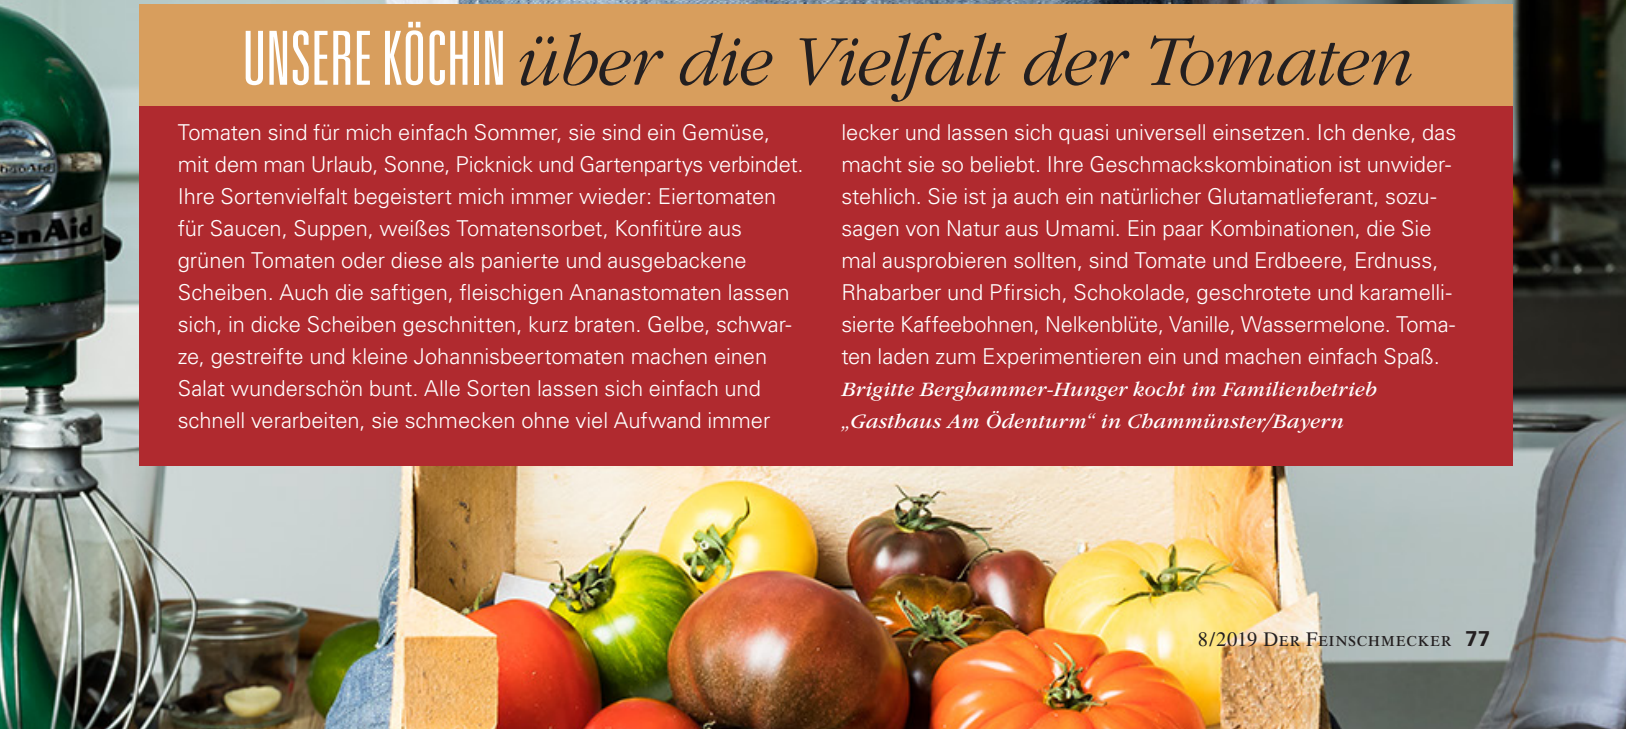 UNSERE KÖCHIN über die Vielfalt der Tomaten
Tomaten sind für mich einfach Sommer, sie sind ein Gemüse,
mit dem man Urlaub, Sonne, Picknick und Gartenpartys verbindet.
Ihre Sortenvielfalt begeistert mich immer wieder: Eiertomaten
für Saucen, Suppen, weißes Tomatensorbet, Konfitüre aus
grünen Tomaten oder diese als panierte und ausgebackene
Scheiben. Auch die saftigen, fleischigen Ananastomaten lassen
sich, in dicke Scheiben geschnitten, kurz braten. Gelbe, schwar-
ze, gestreifte und kleine Johannisbeertomaten machen einen
Salat wunderschön bunt. Alle Sorten lassen sich einfach und
schnell verarbeiten, sie schmecken ohne viel Aufwand immer
lecker und lassen sich quasi universell einsetzen. Ich denke, das
macht sie so beliebt. Ihre Geschmackskombination ist unwider-
stehlich. Sie ist ja auch ein natürlicher Glutamatlieferant, sozu-
sagen von Natur aus Umami. Ein paar Kombinationen, die Sie
mal ausprobieren sollten, sind Tomate und Erdbeere, Erdnuss,
Rhabarber und Pfirsich, Schokolade, geschrotete und karamelli-
sierte Kaffeebohnen, Nelkenblüte, Vanille, Wassermelone. Toma-
ten laden zum Experimentieren ein und machen einfach Spaß.
Brigitte Berghammer-Hunger kocht im Familienbetrieb
„Gasthaus Am Ödenturm“ in Chammünster/Bayern
enAid
8/2019 DER FEINSCHMECKER 77